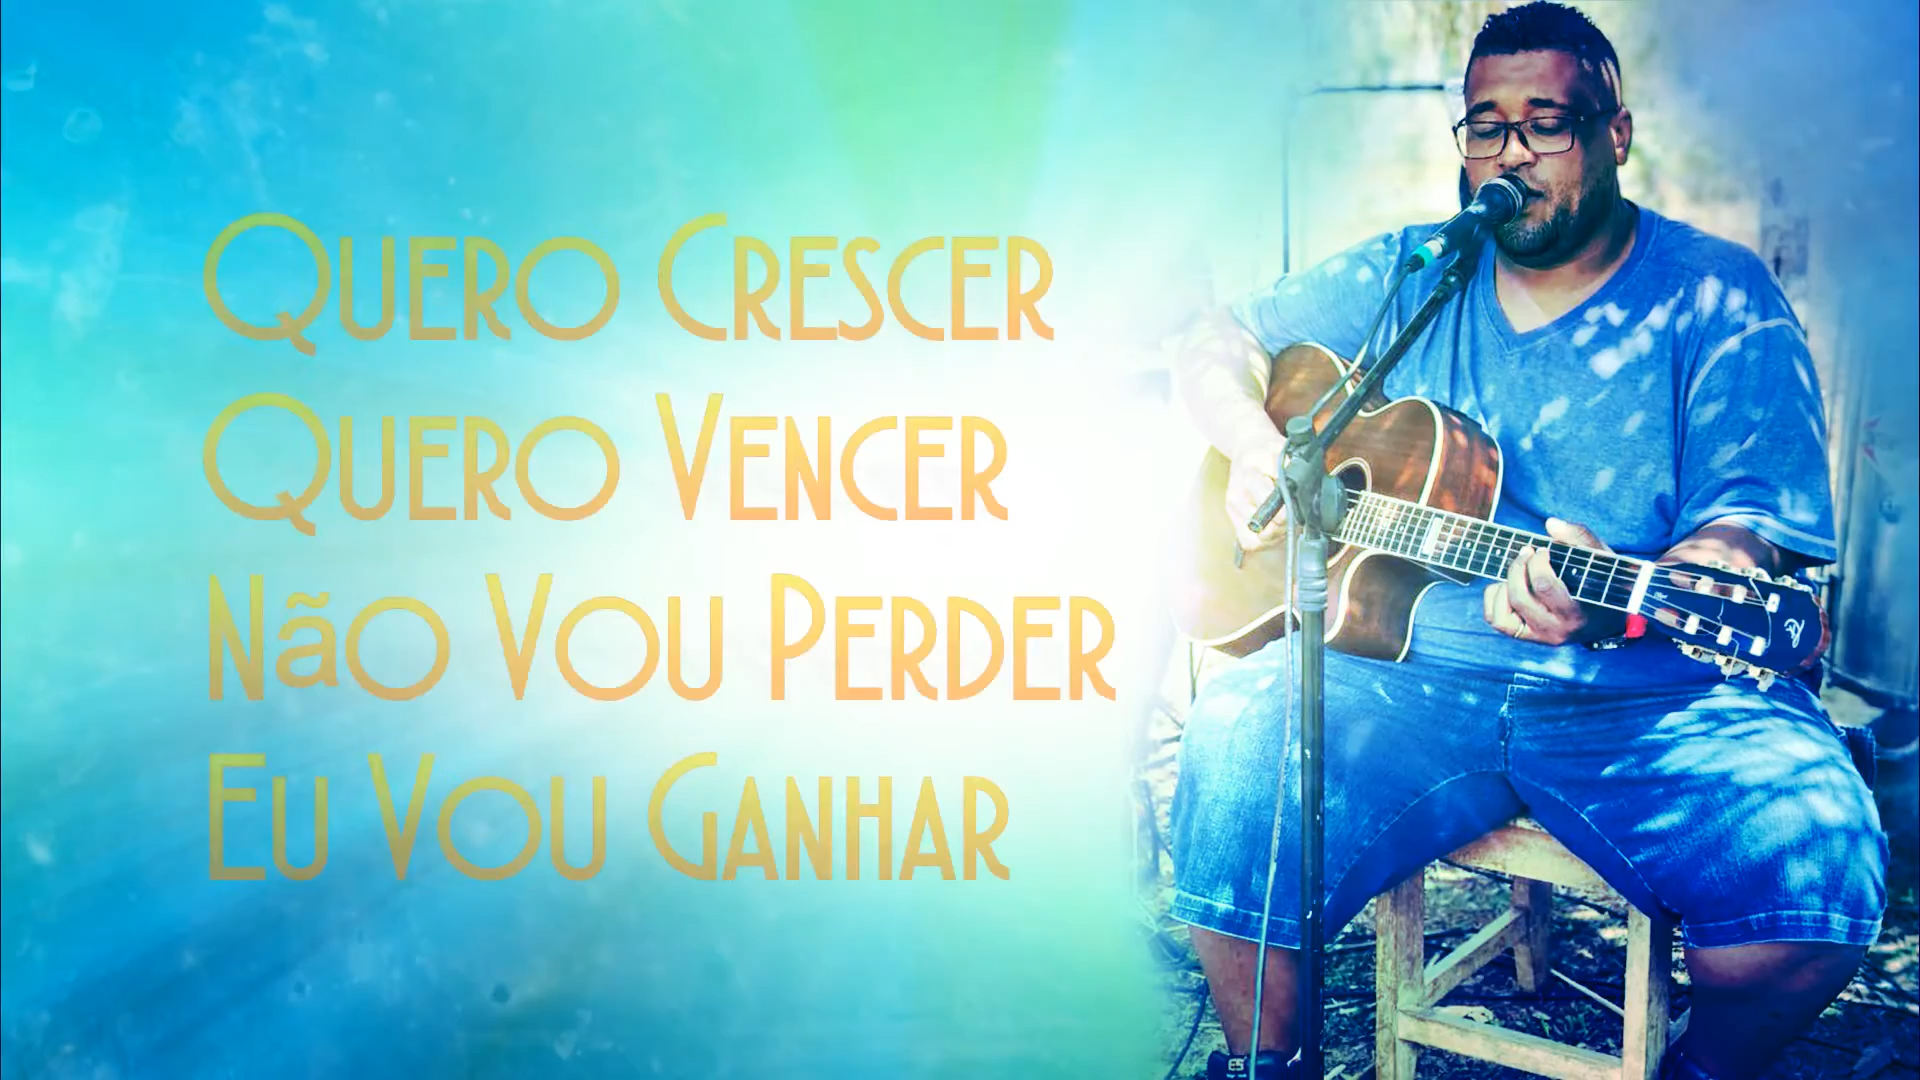 Quero Crescer
Quero Vencer
Não Vou Perder
Eu Vou Ganhar